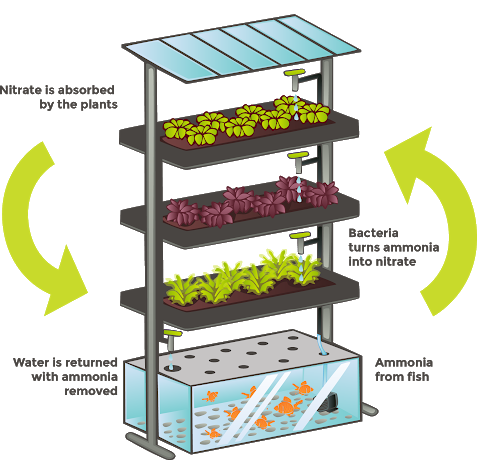 Nitrate is absorbed
by the plants
Bacteria
turns ammonia
into nitrate
Water is returned
with ammonia
removed
Ammonia
from fish